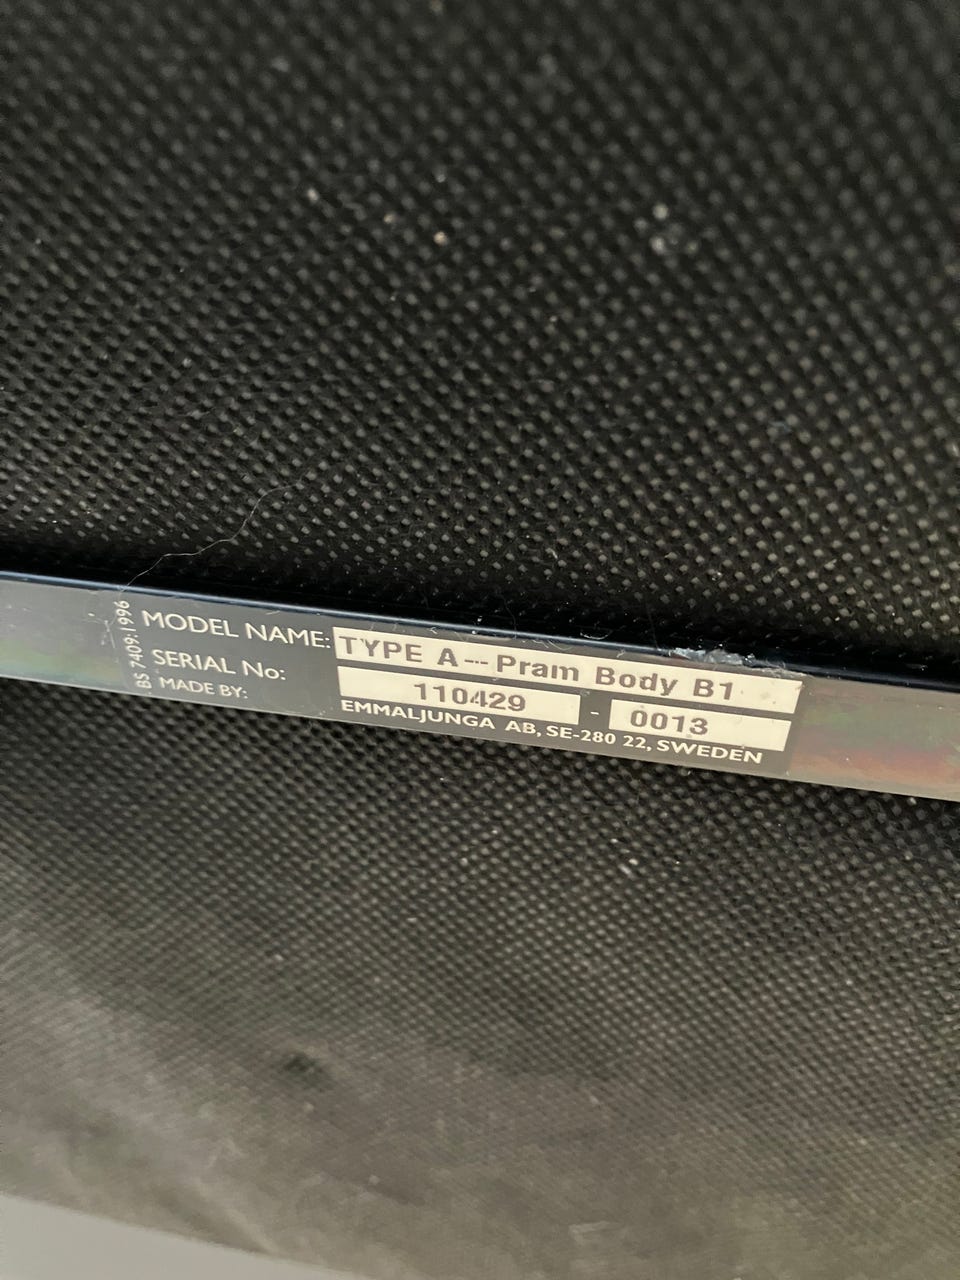 BS 7409:1996
MODEL NAME: TYPE A---Pram Body B1
SERIAL No: 110429 - 0013
MADE BY: EMMALJUNGA AB, SE-280 22, SWEDEN